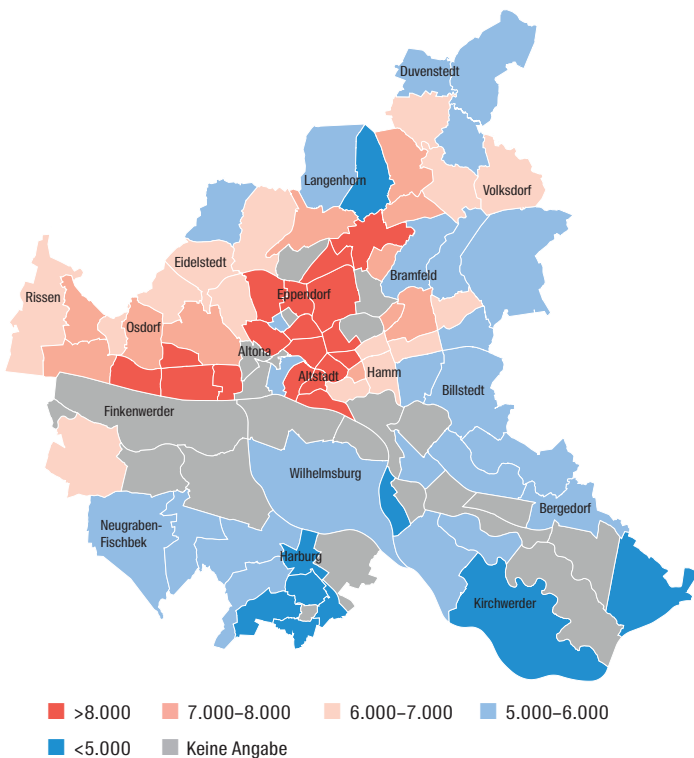 Duvenstedt
Langenhorn
Volksdorf
Eidelstedt
Bramfeld
Rissen
Eppendorf
Osdorf
Altona
Altstadt
Hamm
Billstedt
Finkenwerder
Wilhelmsburg
Bergedorf
Neugraben-
Fischbek
Harburg
Kirchwerder
>8.000 7.000–8.000 6.000–7.000 5.000–6.000
<5.000 Keine Angabe